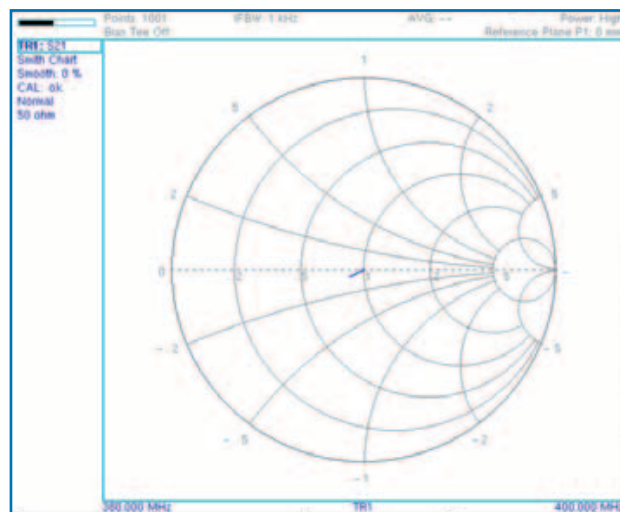 Points: 1001 IFBW: 1 kHz AVG: -- Power: High
Bias Tee Off Reference Plane P1: 0 mm
TR1: S21
Smith Chart
Smooth: 0 %
CAL: ok
Normal
50 ohm
1
.5 2
.2 5
0 .2 .5 1 2 5 -
-.2 -5
-.5 -2
-1
380.000 MHz TR1 400.000 MHz